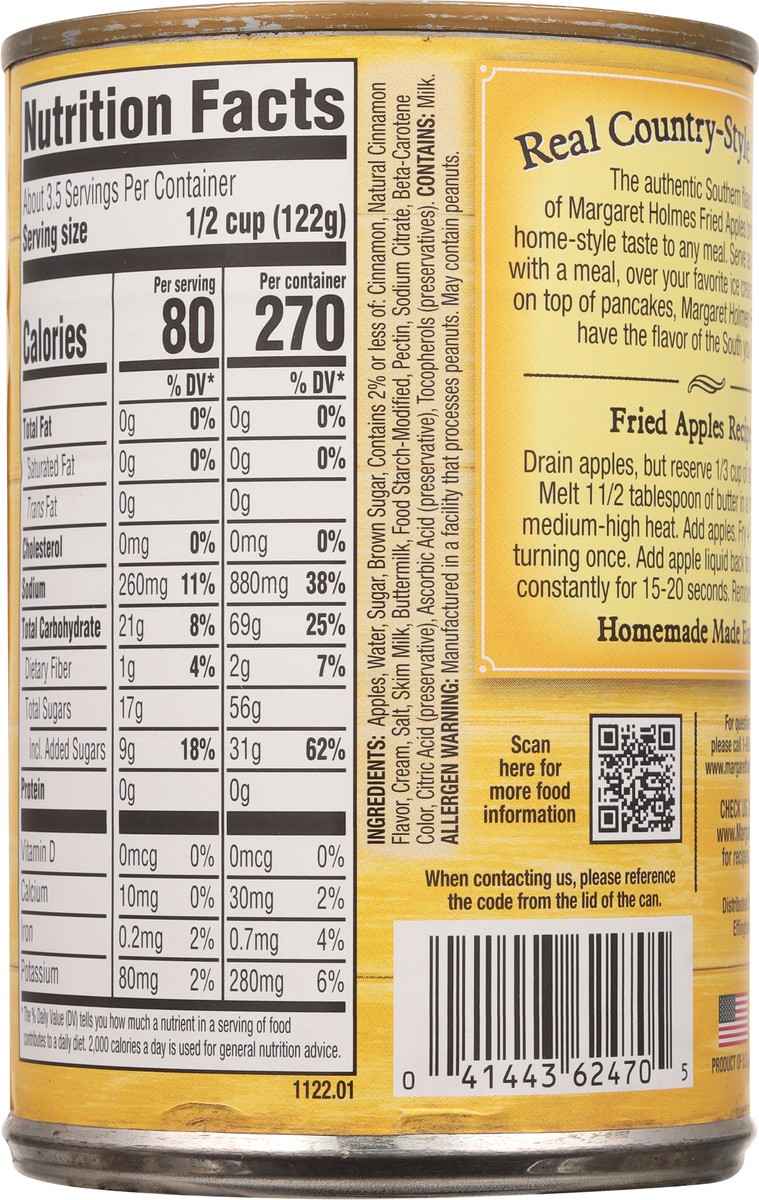 Nutrition Facts
About 3.5 Servings Per Container
Serving size 1/2 cup (122g)
Per serving Per container
Calories 80 270
% DV* % DV*
Total Fat 0g 0% 0g 0%
Saturated Fat 0g 0% 0g 0%
Trans Fat 0g 0g
Cholesterol 0mg 0% 0mg 0%
Sodium 260mg 11% 880mg 38%
Total Carbohydrate 21g 8% 69g 25%
Dietary Fiber 1g 4% 2g 7%
Total Sugars 17g 56g
Incl. Added Sugars 9g 18% 31g 62%
Protein 0g 0g
Vitamin D 0mcg 0% 0mcg 0%
Calcium 10mg 0% 30mg 2%
Iron 0.2mg 2% 0.7mg 4%
Potassium 80mg 2% 280mg 6%
*The % Daily Value (DV) tells you how much a nutrient in a serving of food
contributes to a daily diet. 2,000 calories a day is used for general nutrition advice.
1122.01
INGREDIENTS: Apples, Water, Sugar, Brown Sugar, Contains 2% or less of: Cinnamon, Natural Cinnamon
Flavor, Cream, Salt, Skim Milk, Buttermilk, Food Starch-Modified, Pectin, Sodium Citrate, Beta-Carotene
Color, Citric Acid (preservative), Ascorbic Acid (preservative), Tocopherols (preservatives). CONTAINS: Milk.
ALLERGEN WARNING: Manufactured in a facility that processes peanuts. May contain peanuts.
Real Country-Style
The authentic Southern
of Margaret Holmes Fried Apples
home-style taste to any meal. Serve
with a meal, over your favorite ice
on top of pancakes, Margaret Holmes
have the flavor of the South
Fried Apples
Drain apples, but reserve 1/3 cup
Melt 1 1/2 tablespoon of butter in a
medium-high heat. Add apples.
turning once. Add apple liquid back
constantly for 15-20 seconds.
Homemade Made
Scan
here for
more food
information
For
please call
CHECK
for
When contacting us, please reference
the code from the lid of the can.
0 41443 62470 5
PRODUCT OF